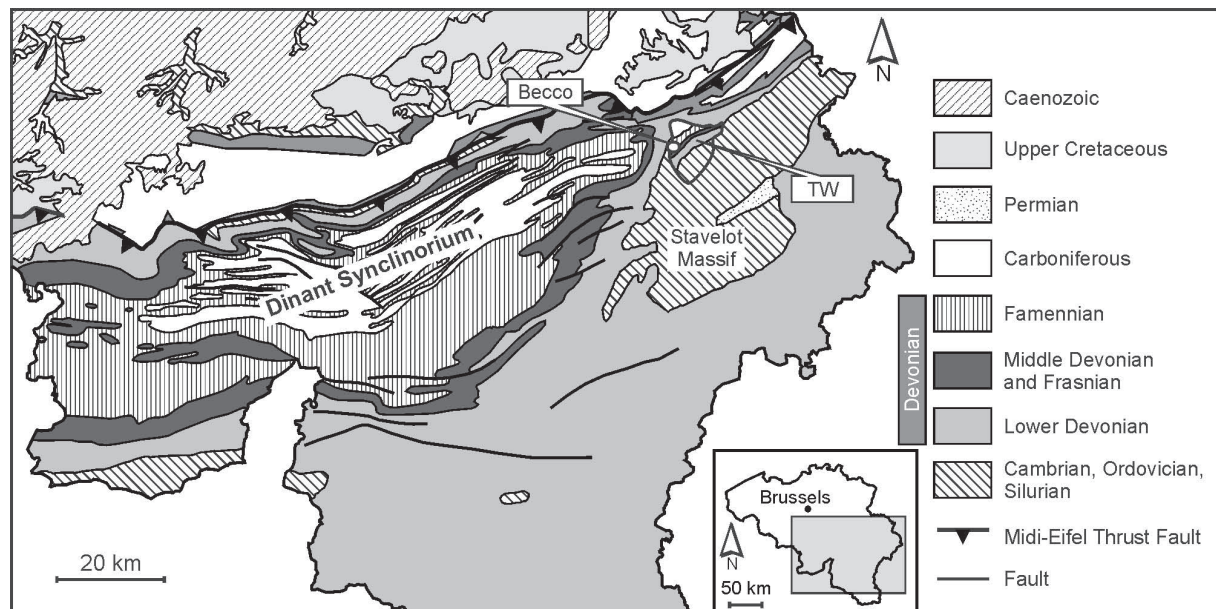 Becco
N
TW
Stavelot
Massif
Dinant Synclinorium
20 km
Brussels
N
50 km
Caenozoic
Upper Cretaceous
Permian
Carboniferous
Devonian
Famennian
Middle Devonian
and Frasnian
Lower Devonian
Cambrian, Ordovician,
Silurian
Midi-Eifel Thrust Fault
Fault